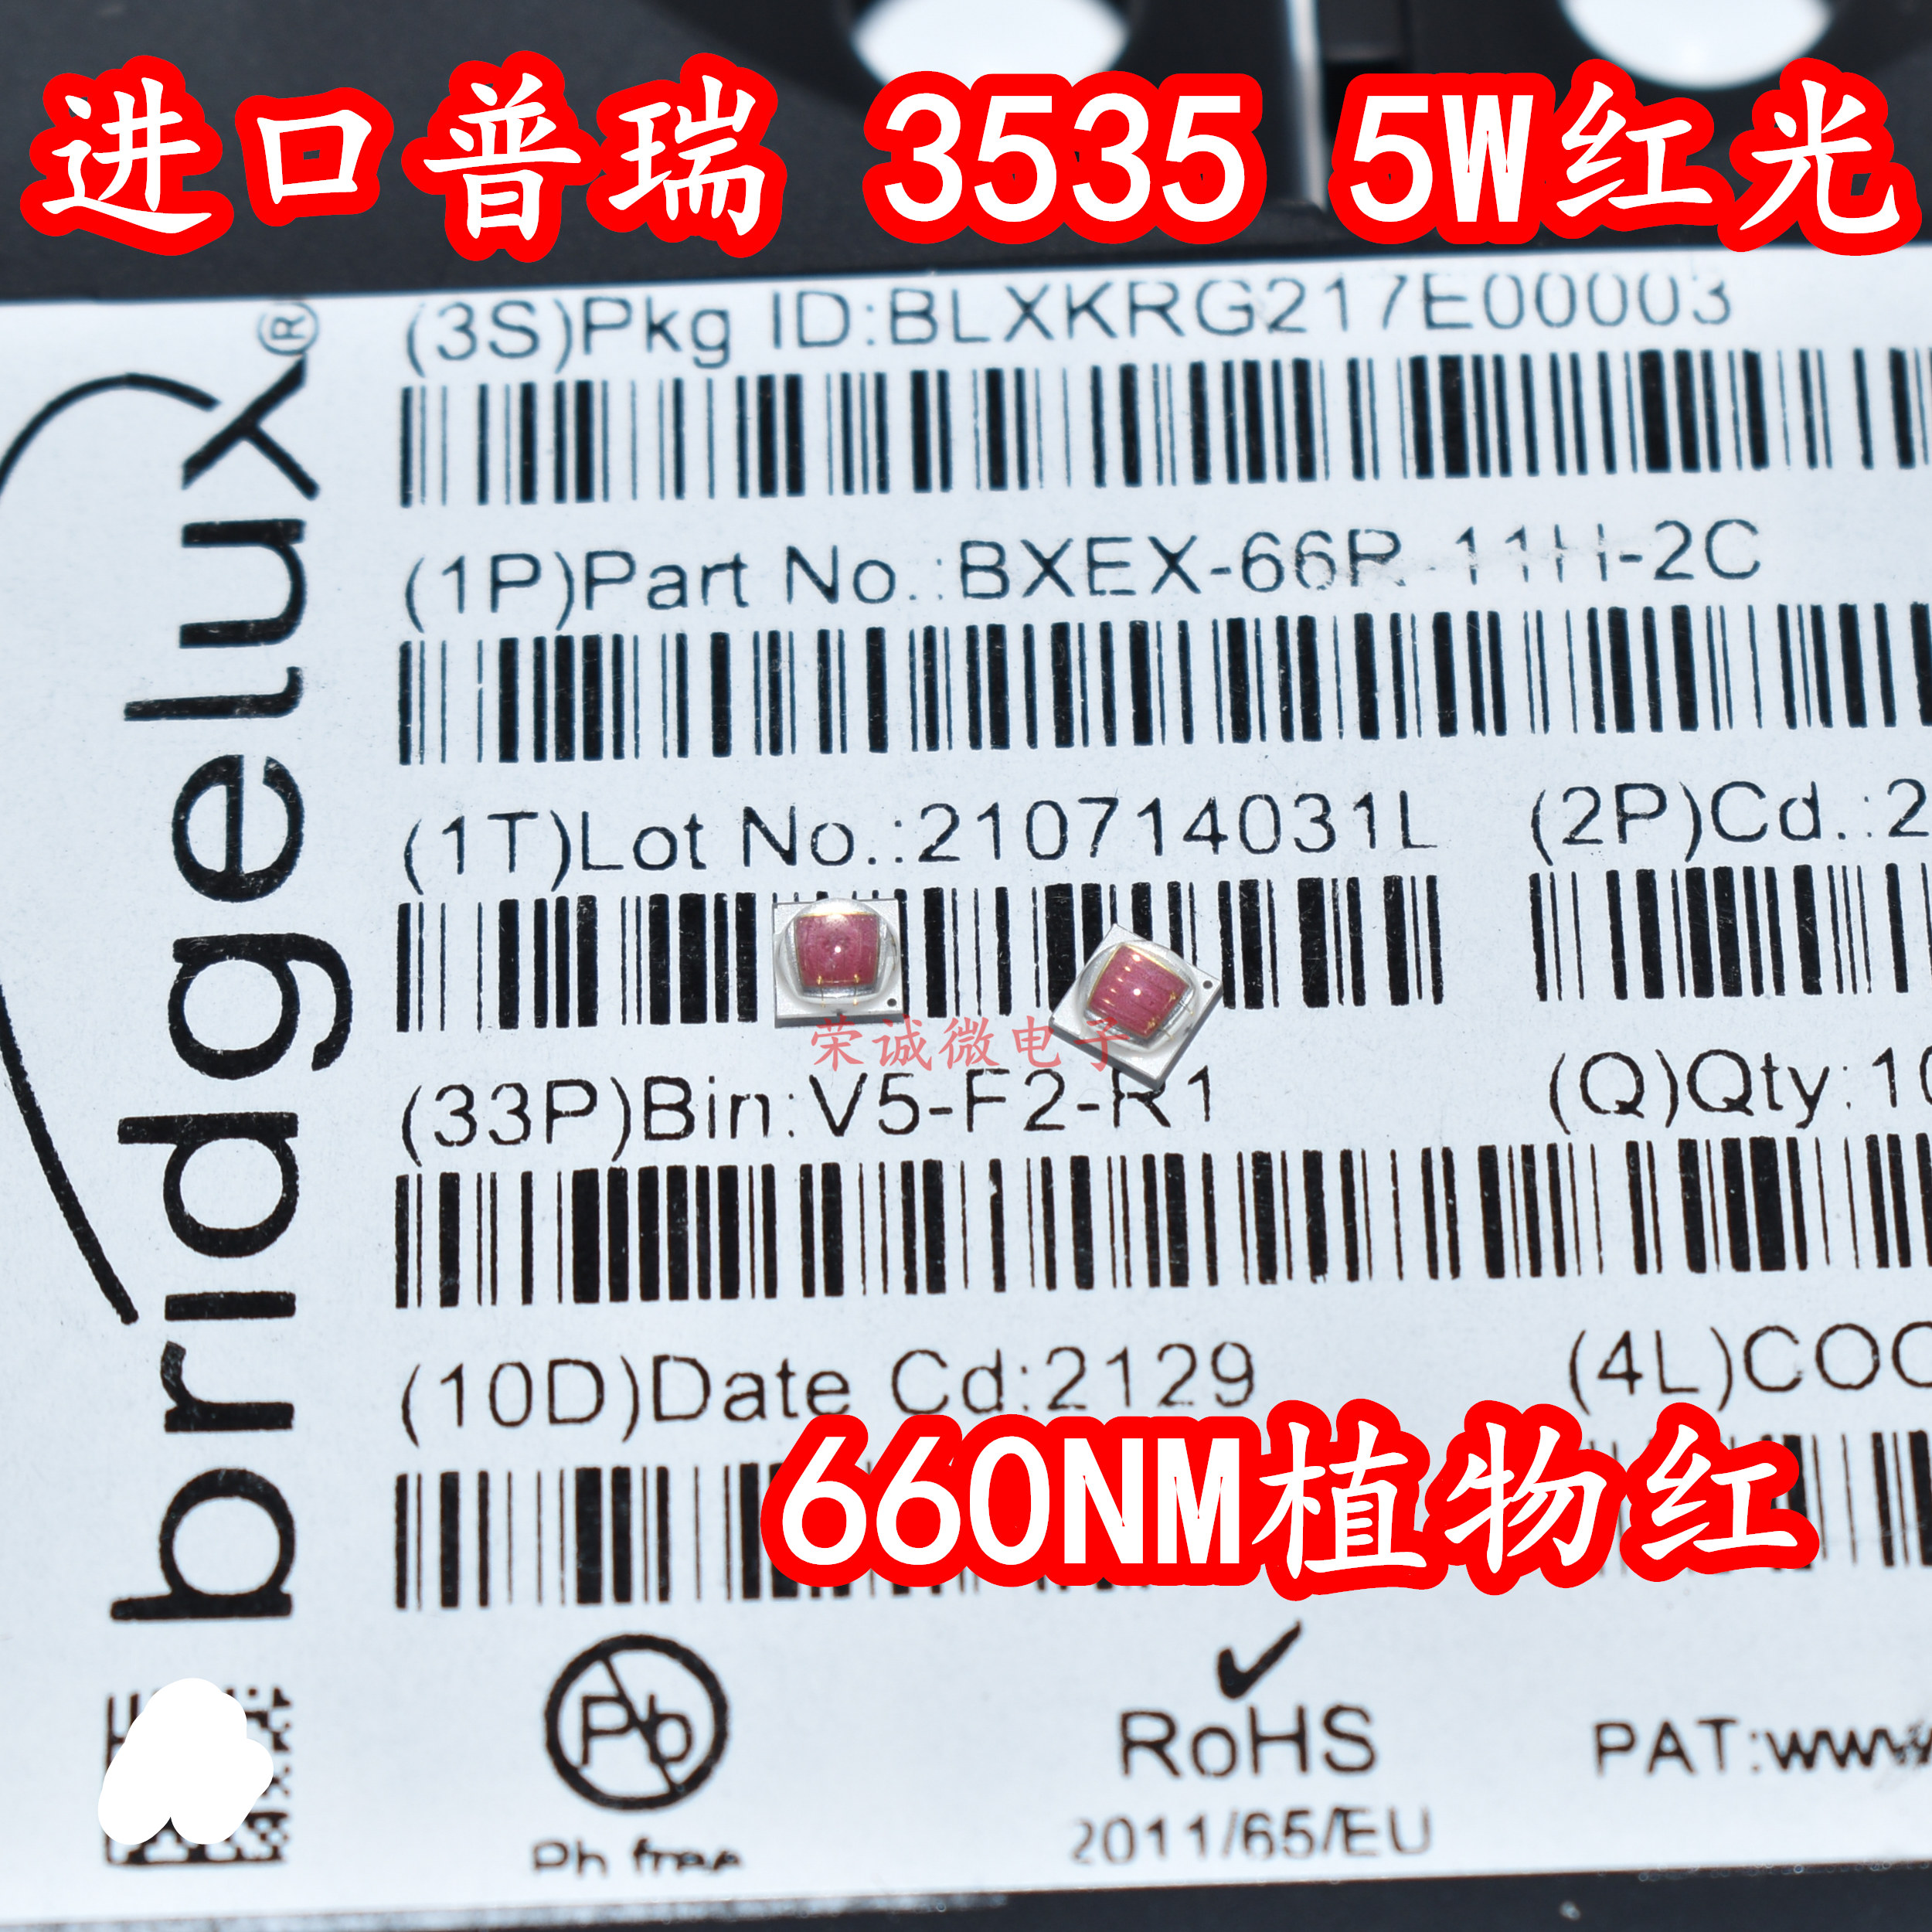 进口普瑞 3535 5W红光
bridgelux®
(3S)Pkg ID:BLXKRG217E00003
(1P)Part No.:BXEX-66R-11H-2C
(1T)Lot No.:210714031L
(2P)Cd.:2
荣诚微电子
(33P)Bin:V5-F2-R1
(Q)Qty:10
(10D)Date Cd:2129
(4L)COO
660NM植物红
Pb
Pb free
RoHS
2011/65/EU
PAT:www